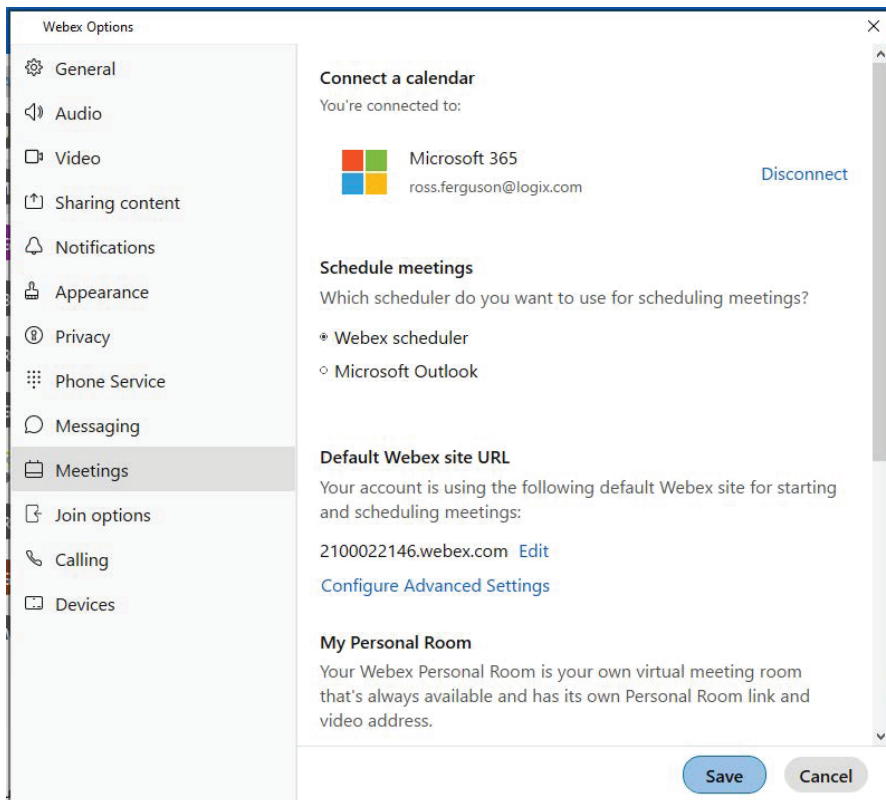 Webex Options
General
Audio
Video
Sharing content
Notifications
Appearance
Privacy
Phone Service
Messaging
Meetings
Join options
Calling
Devices
Connect a calendar
You're connected to:
Microsoft 365
ross.ferguson@logix.com
Disconnect
Schedule meetings
Which scheduler do you want to use for scheduling meetings?
Webex scheduler
Microsoft Outlook
Default Webex site URL
Your account is using the following default Webex site for starting
and scheduling meetings:
2100022146.webex.com Edit
Configure Advanced Settings
My Personal Room
Your Webex Personal Room is your own virtual meeting room
that's always available and has its own Personal Room link and
video address.
Save Cancel